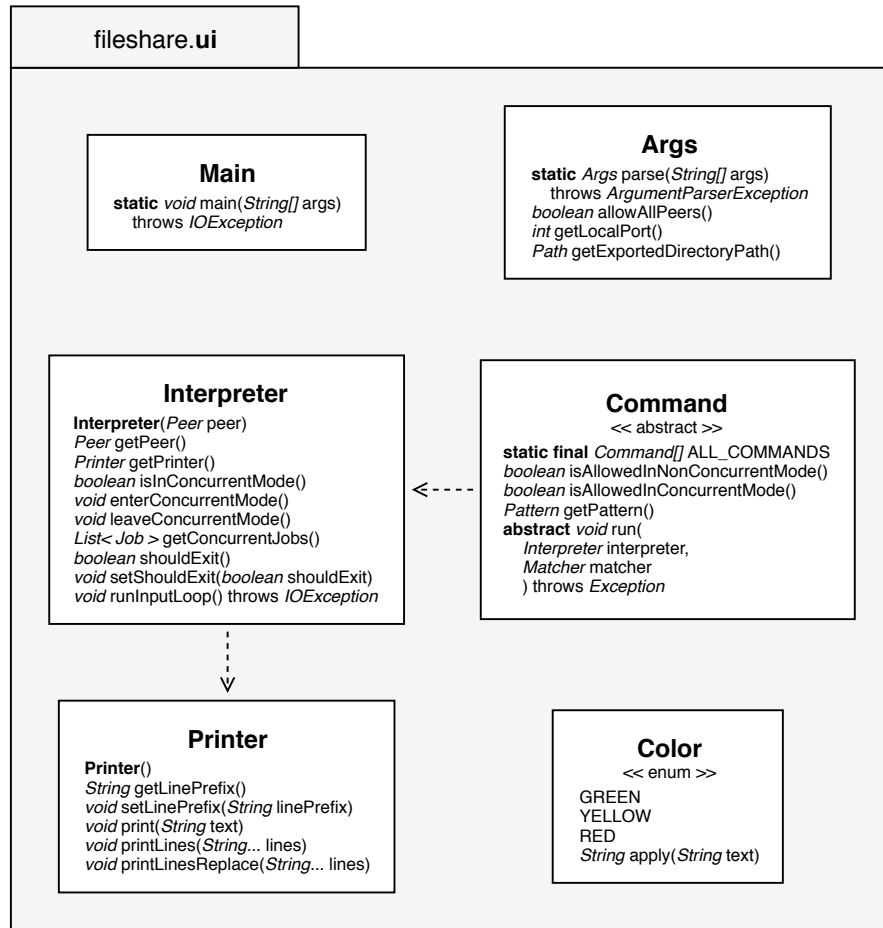 fileshare.ui
Main
static void main(String[] args)
throws IOException
Args
static Args parse(String[] args)
throws ArgumentParserException
boolean allowAllPeers()
int getLocalPort()
Path getExportedDirectoryPath()
Interpreter
Interpreter(Peer peer)
Peer getPeer()
Printer getPrinter()
boolean isInConcurrentMode()
void enterConcurrentMode()
void leaveConcurrentMode()
List< Job > getConcurrentJobs()
boolean shouldExit()
void setShouldExit(boolean shouldExit)
void runInputLoop() throws IOException
Command
<< abstract >>
static final Command[] ALL_COMMANDS
boolean isAllowedInNonConcurrentMode()
boolean isAllowedInConcurrentMode()
Pattern getPattern()
abstract void run(
Interpreter interpreter,
Matcher matcher
) throws Exception
Printer
Printer()
String getLinePrefix()
void setLinePrefix(String linePrefix)
void print(String text)
void printLines(String... lines)
void printLinesReplace(String... lines)
Color
<< enum >>
GREEN
YELLOW
RED
String apply(String text)